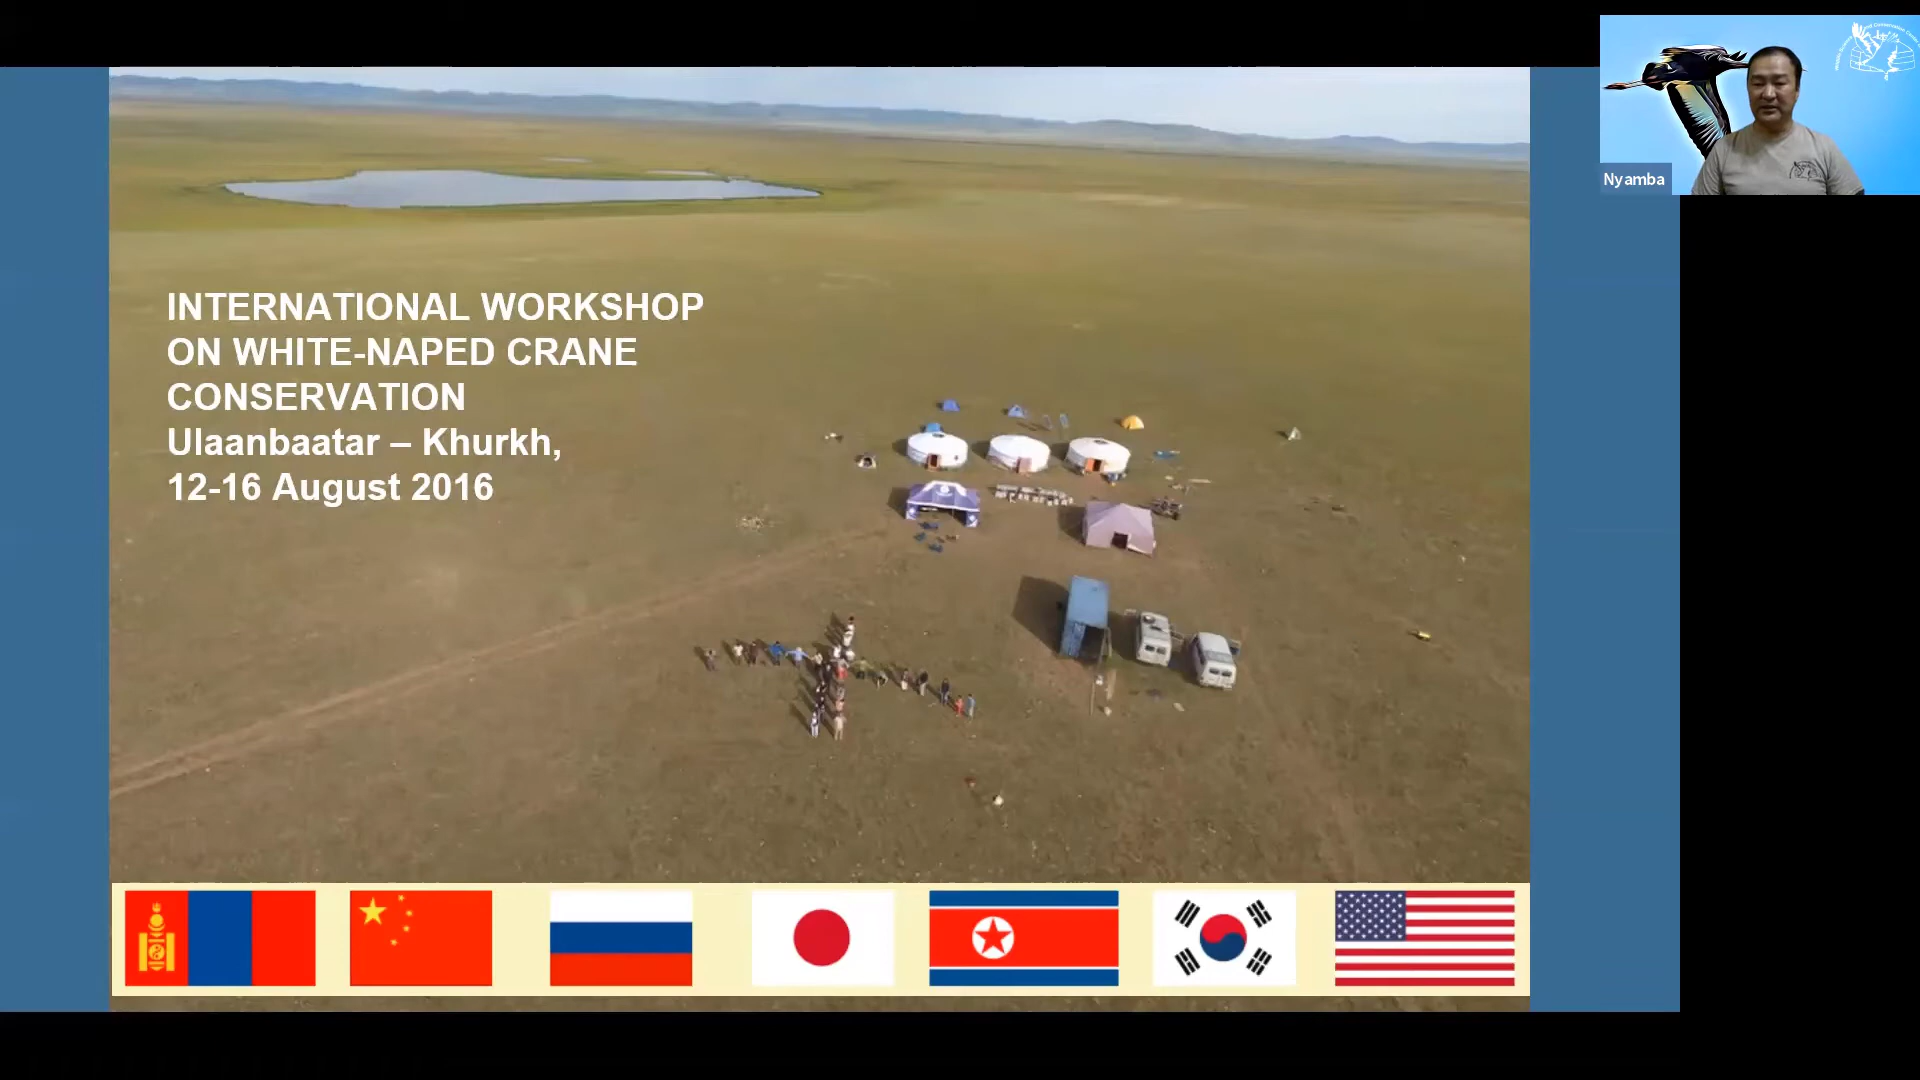 INTERNATIONAL WORKSHOP
ON WHITE-NAPED CRANE
CONSERVATION
Ulaanbaatar – Khurkh,
12-16 August 2016
Nyamba